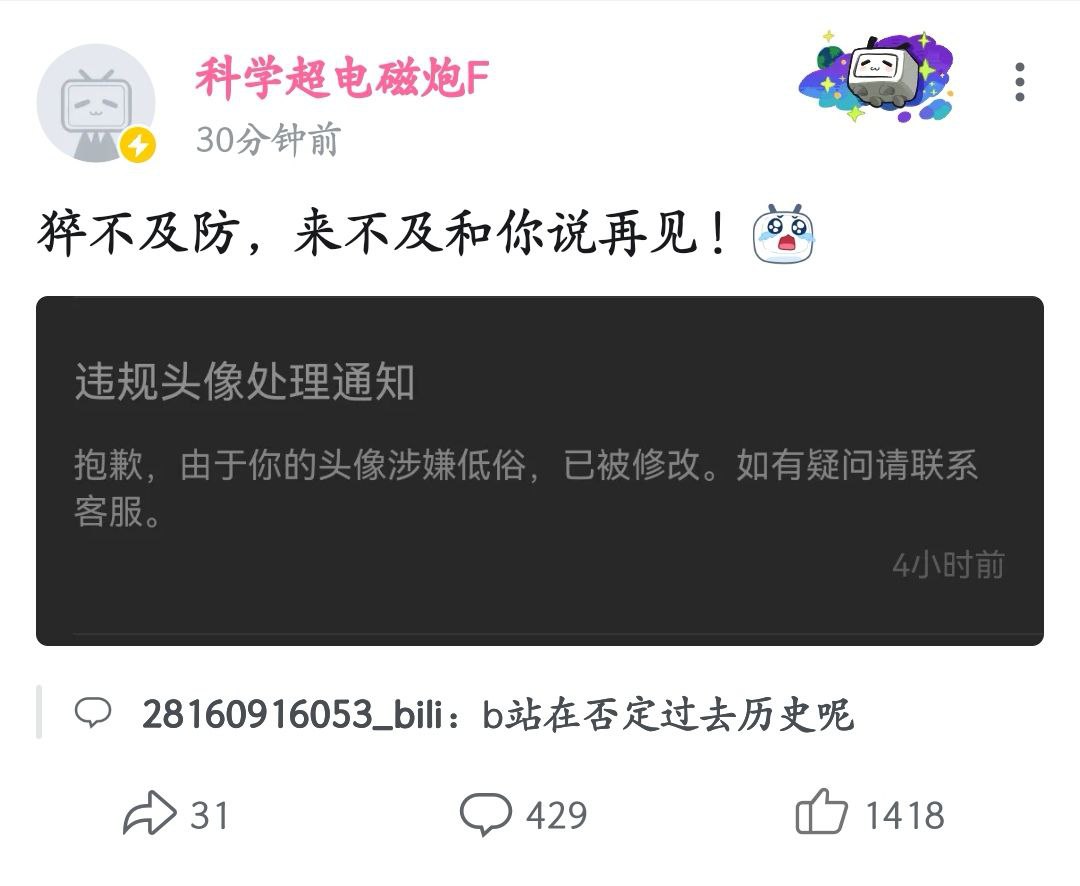 科学超电磁炮F
30分钟前
猝不及防，来不及和你说再见！
违规头像处理通知
抱歉，由于你的头像涉嫌低俗，已被修改。如有疑问请联系
客服。
4小时前
28160916053_bili：b站在否定过去历史呢
31
429
1418